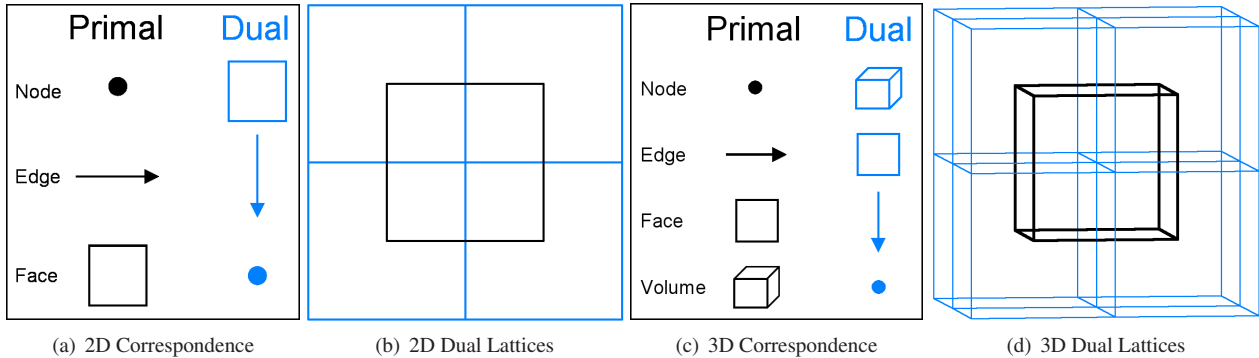 Primal Dual
Node
Edge
Face
Primal Dual
Node
Edge
Face
Volume
(a) 2D Correspondence
(b) 2D Dual Lattices
(c) 3D Correspondence
(d) 3D Dual Lattices